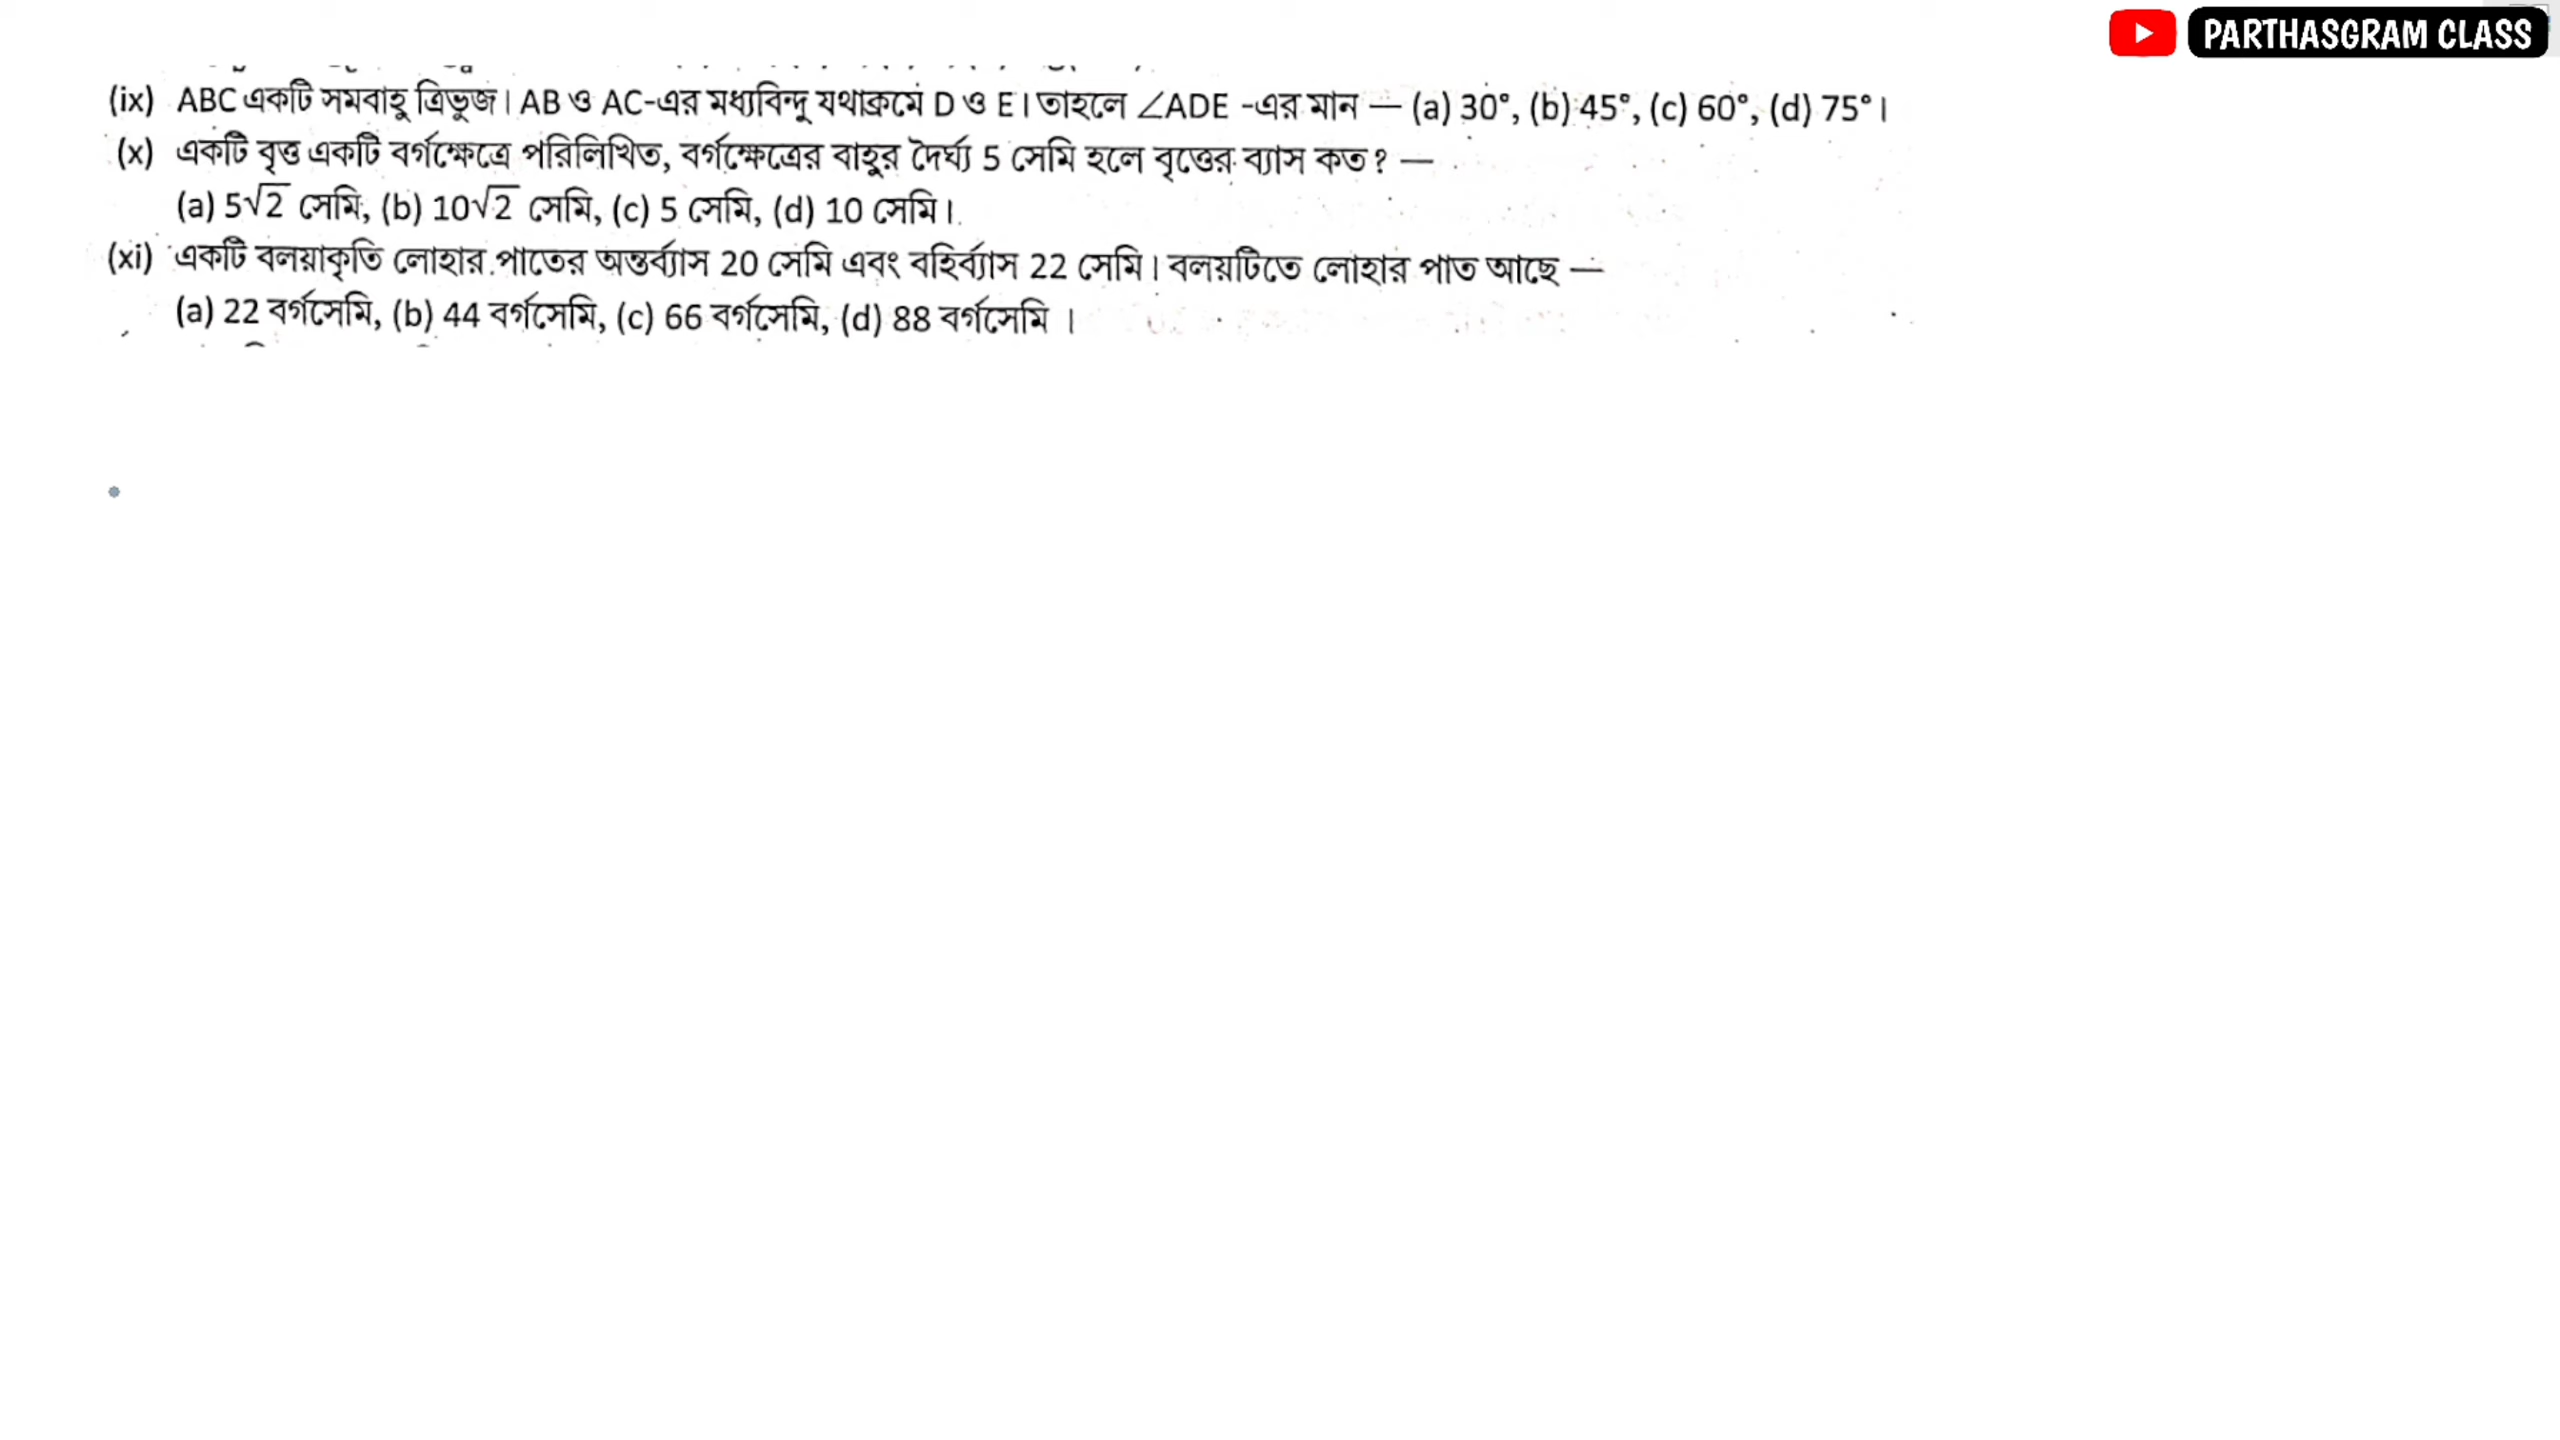 PARTHASGRAM CLASS
(ix) ABC একটি সমবাহু ত্রিভুজ। AB ও AC-এর মধ্যবিন্দু যথাক্রমে D ও E। তাহলে ∠ADE -এর মান — (a) 30°, (b) 45°, (c) 60°, (d) 75°।
(x) একটি বৃত্ত একটি বর্গক্ষেত্রে পরিলিখিত, বর্গক্ষেত্রের বাহুর দৈর্ঘ্য 5 সেমি হলে বৃত্তের ব্যাস কত? —
(a) 5√2 সেমি, (b) 10√2 সেমি, (c) 5 সেমি, (d) 10 সেমি।
(xi) একটি বলয়াকৃতি লোহার পাতের অন্তর্ব্যাস 20 সেমি এবং বহির্ব্যাস 22 সেমি। বলয়টিতে লোহার পাত আছে —
(a) 22 বর্গসেমি, (b) 44 বর্গসেমি, (c) 66 বর্গসেমি, (d) 88 বর্গসেমি ।